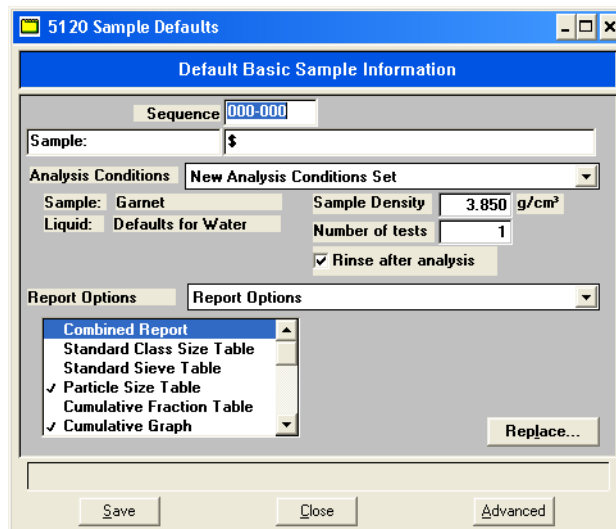 5120 Sample Defaults
Default Basic Sample Information
Sequence 000-000
Sample: $
Analysis Conditions New Analysis Conditions Set
Sample: Garnet Sample Density 3.850 g/cm³
Liquid: Defaults for Water Number of tests 1
Rinse after analysis
Report Options Report Options
Combined Report
Standard Class Size Table
Standard Sieve Table
Particle Size Table
Cumulative Fraction Table
Cumulative Graph
Replace...
Save Close Advanced